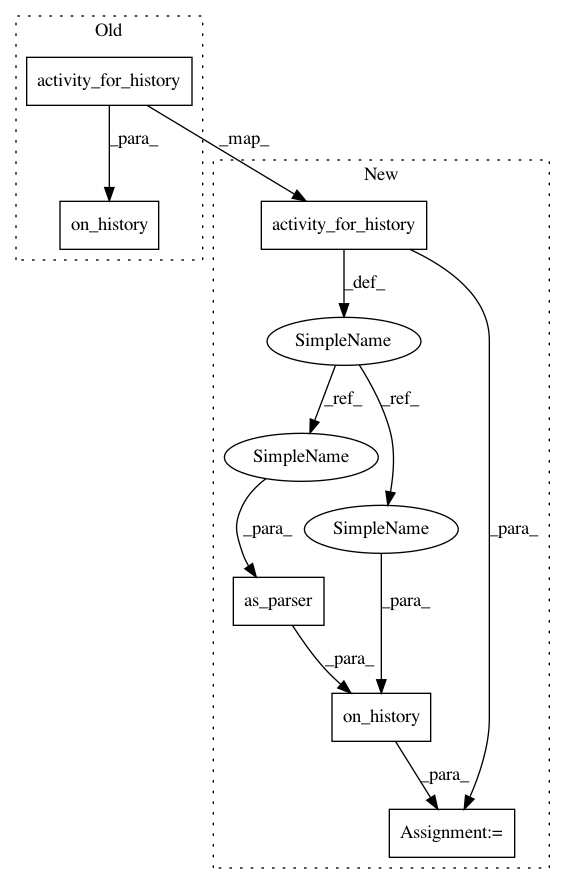 Old
activity_for_history
_para_
_map_
on_history
New
activity_for_history
_def_
SimpleName
_ref_
_ref_
SimpleName
SimpleName
_para_
_para_
_para_
as_parser
_para_
on_history
_para_
Assignment:=